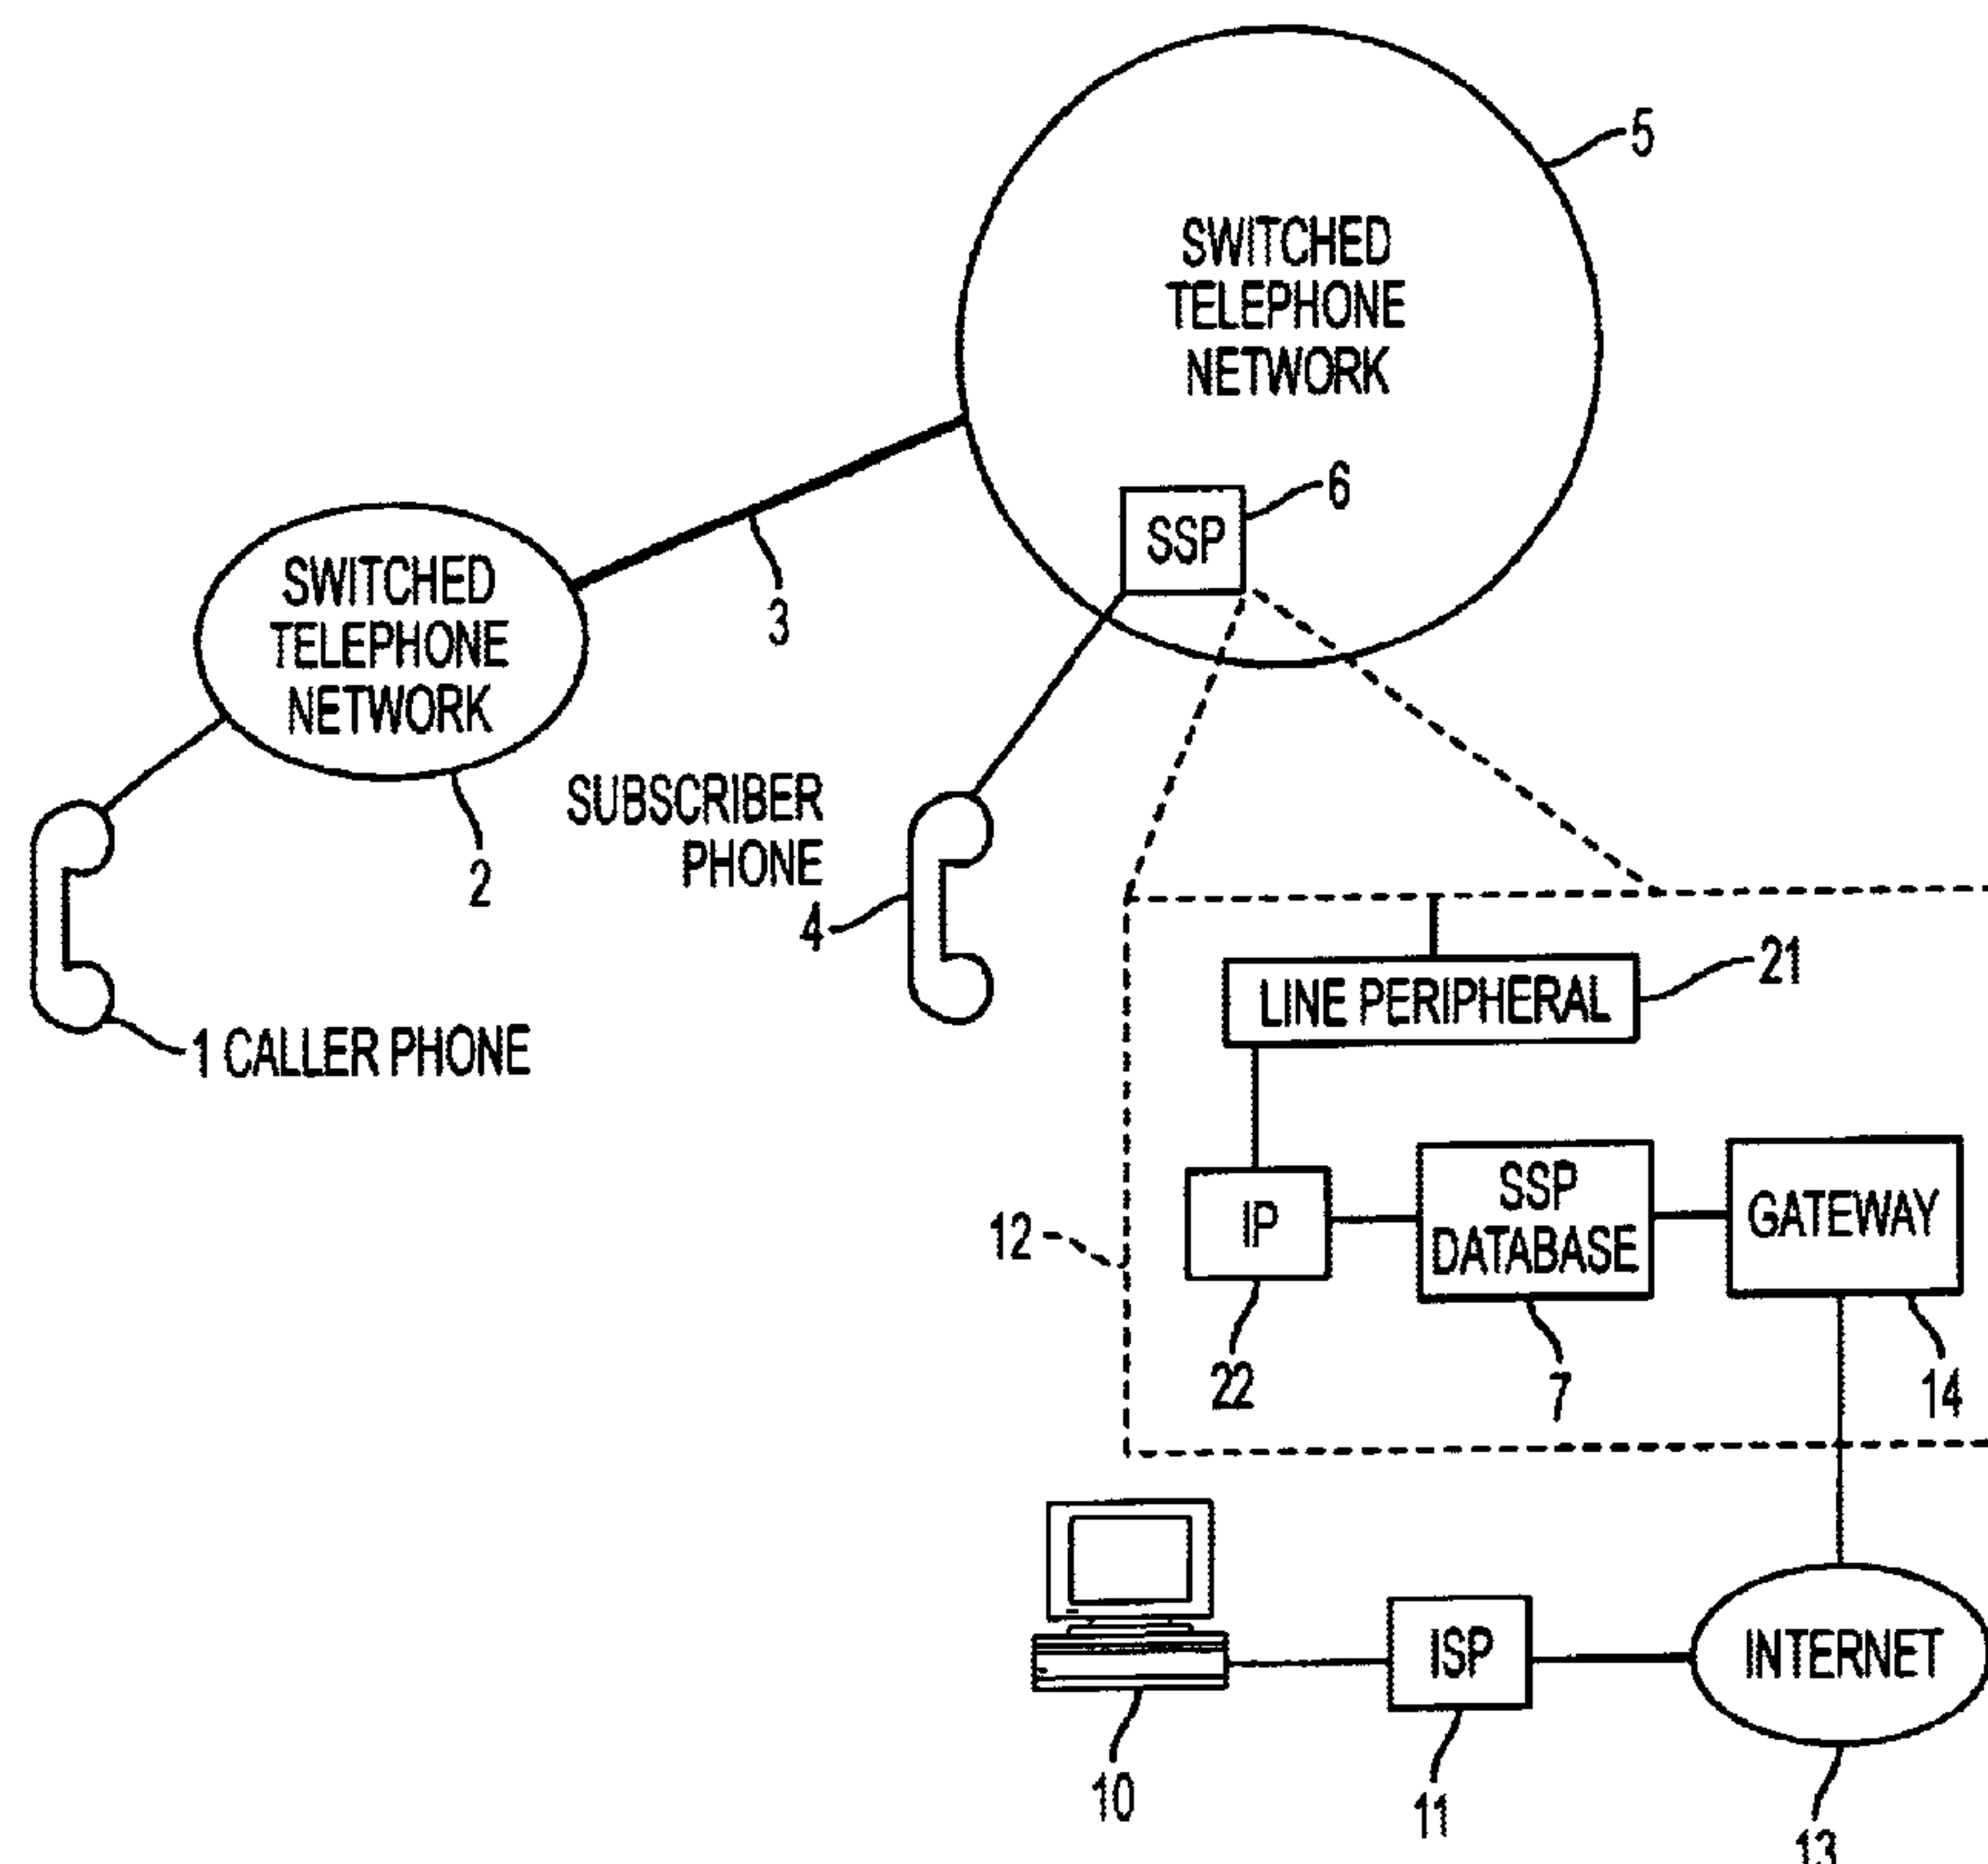 5
SWITCHED
TELEPHONE
NETWORK
6
SSP
3
SWITCHED
TELEPHONE
NETWORK
2
SUBSCRIBER
PHONE
4
1 CALLER PHONE
21
LINE PERIPHERAL
12
IP
SSP
DATABASE
GATEWAY
22
7
14
ISP
INTERNET
10
11
13